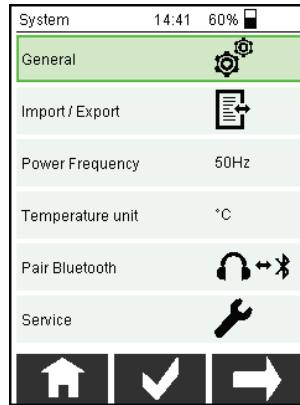 System 14:41 60%
General
Import / Export
Power Frequency 50Hz
Temperature unit °C
Pair Bluetooth
Service